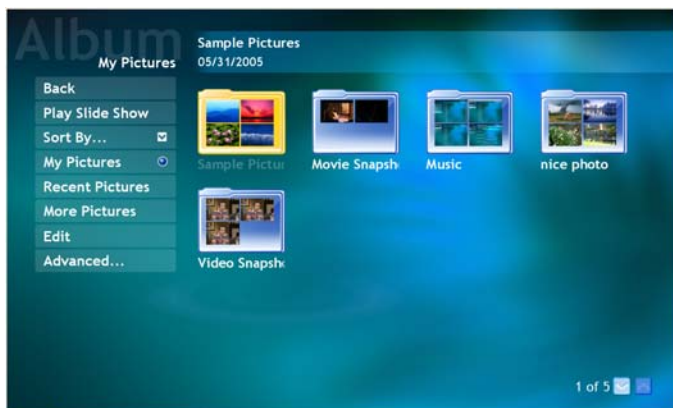 Album
My Pictures
Sample Pictures
05/31/2005
Back
Play Slide Show
Sort By...
My Pictures
Recent Pictures
More Pictures
Edit
Advanced...
Sample Pictur
Movie Snapsh
Music
nice photo
Video Snapsh
1 of 5